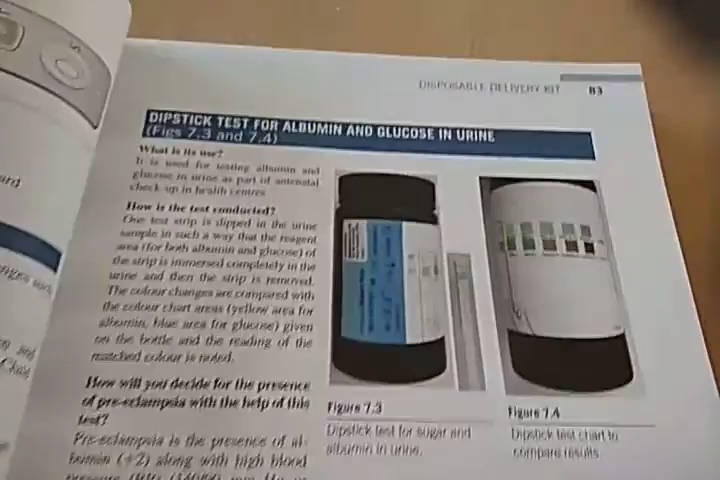 DISPOSABLE DELIVERY KIT 83
DIPSTICK TEST FOR ALBUMIN AND GLUCOSE IN URINE
(Figs 7.3 and 7.4)
What is its use?
It is used for testing albumin and
glucose in urine as part of antenatal
check-up in health centres.
How is the test conducted?
One test strip is dipped in the urine
sample in such a way that the reagent
area (for both albumin and glucose) of
the strip is immersed completely in the
urine and then the strip is removed.
The colour changes are compared with
the colour chart areas (yellow area for
albumin, blue area for glucose) given
on the bottle and the reading of the
matched colour is noted.
How will you decide for the presence
of pre-eclampsia with the help of this
test?
Pre-eclampsia is the presence of al-
bumin (+2) along with high blood
Figure 7.3
Dipstick test for sugar and
albumin in urine.
Figure 7.4
Dipstick test chart to
compare results.